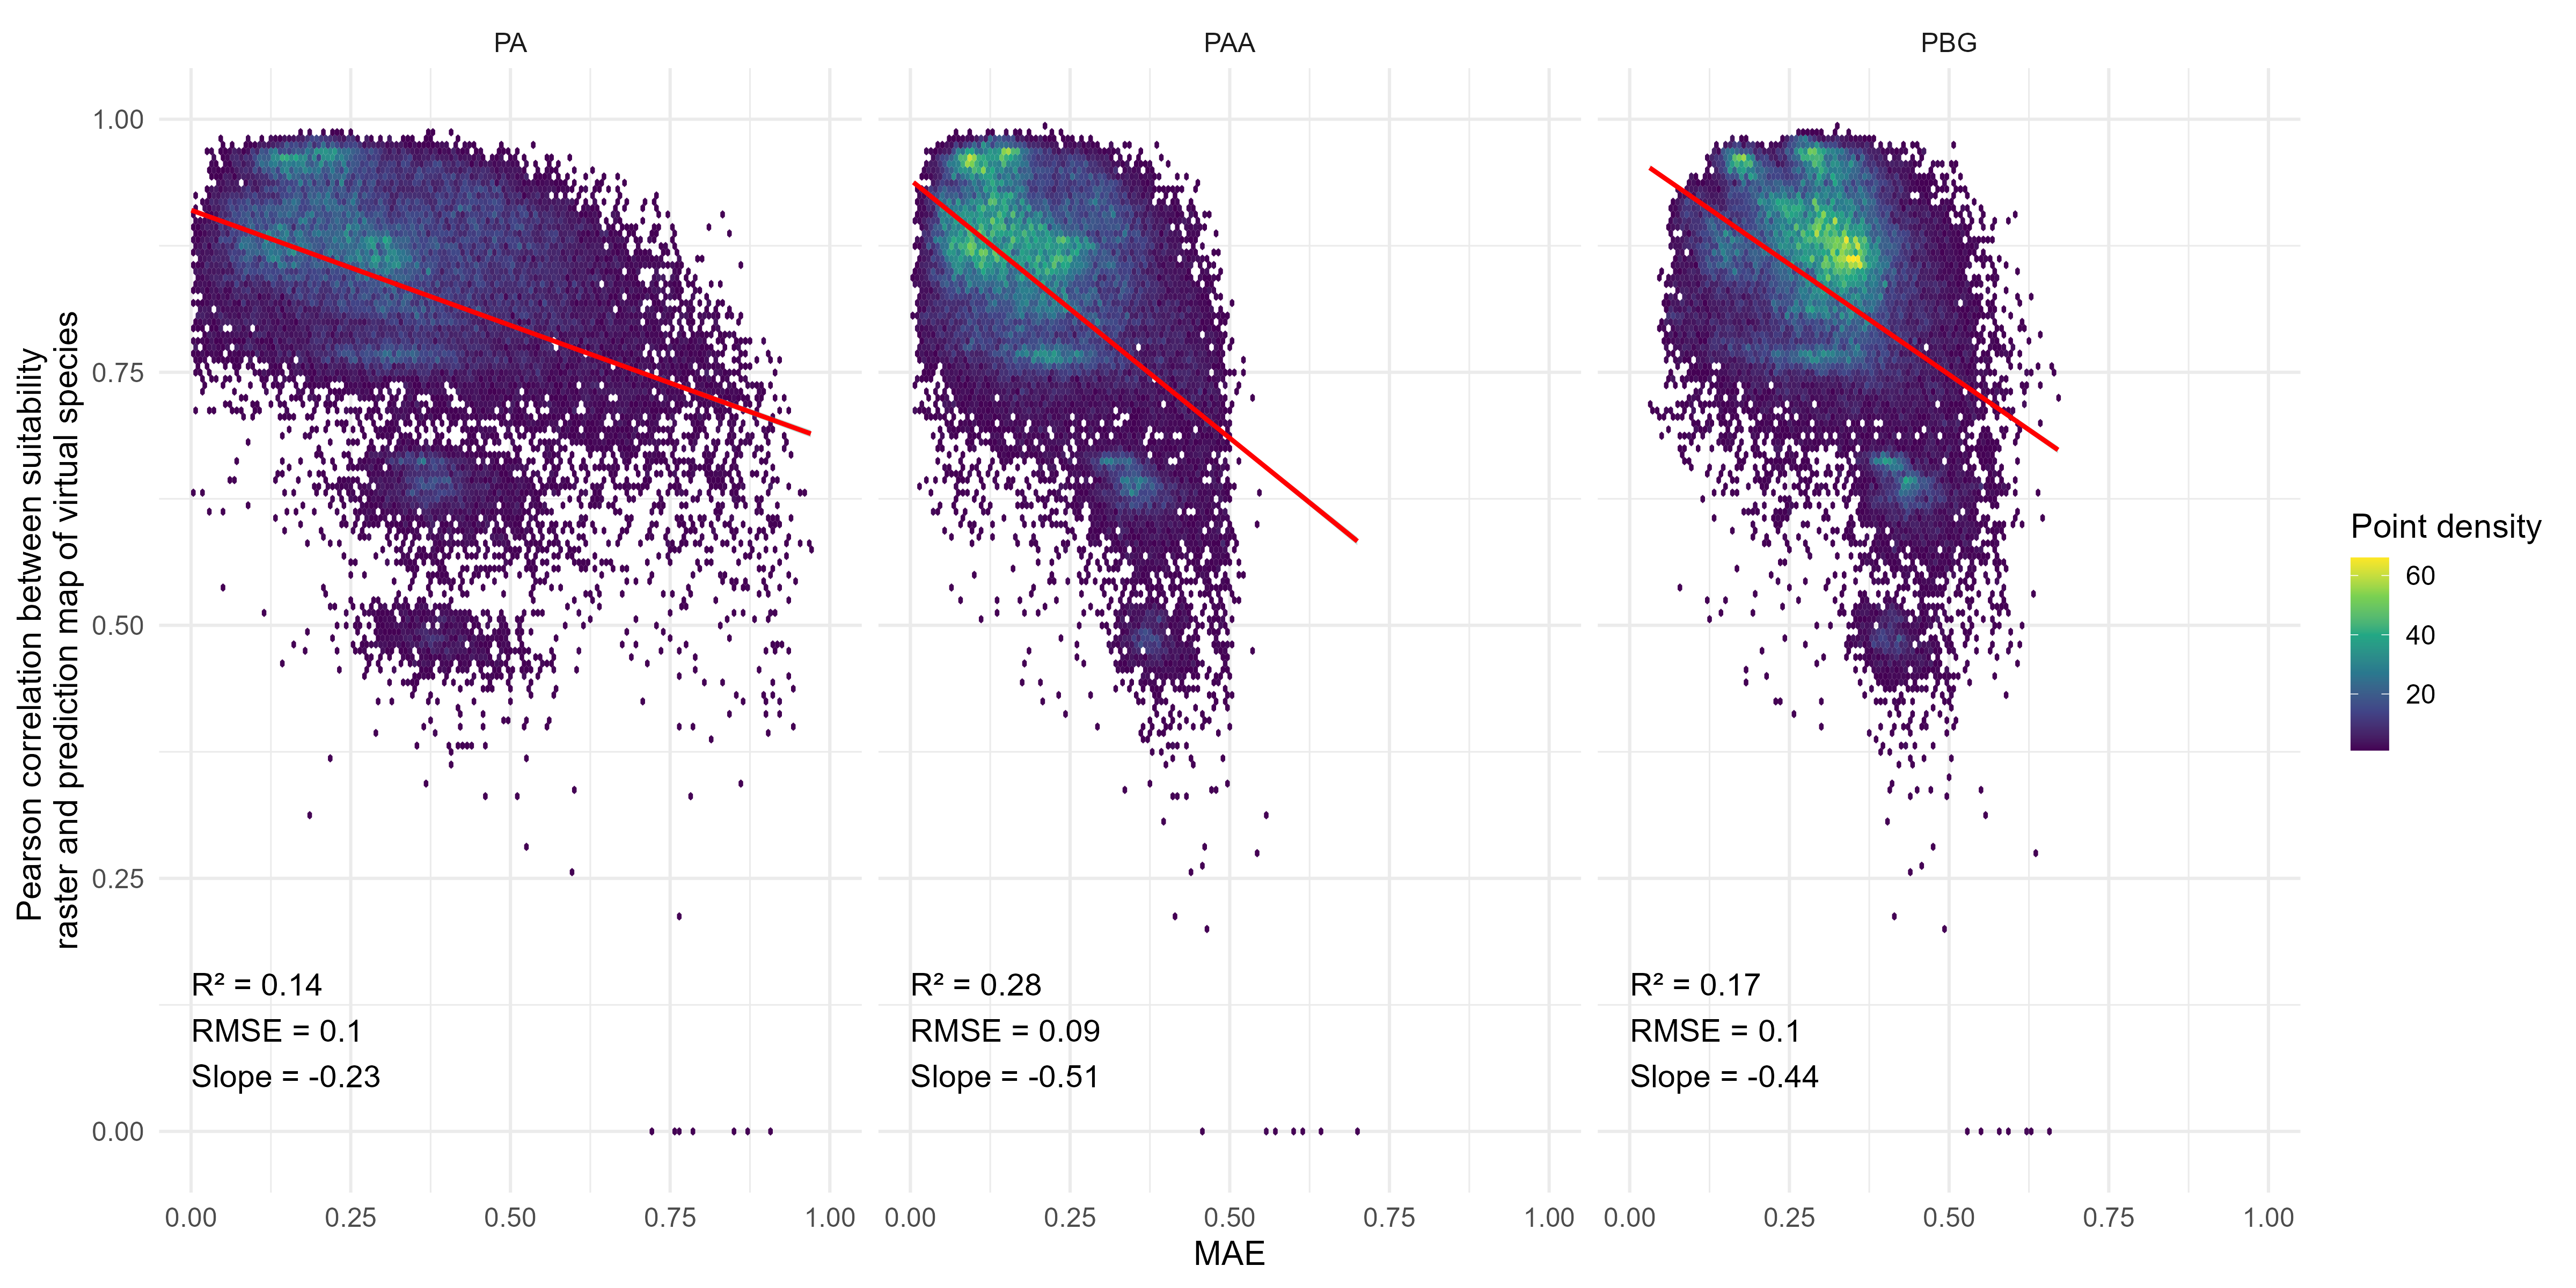 PA
PAA
PBG
Pearson correlation between suitability
raster and prediction map of virtual species
1.00
0.75
0.50
0.25
0.00
R² = 0.14
RMSE = 0.1
Slope = -0.23
R² = 0.28
RMSE = 0.09
Slope = -0.51
R² = 0.17
RMSE = 0.1
Slope = -0.44
0.00 0.25 0.50 0.75 1.00
0.00 0.25 0.50 0.75 1.00
0.00 0.25 0.50 0.75 1.00
MAE
Point density
60
40
20